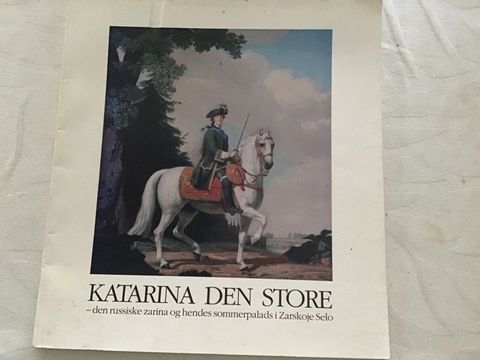 KATARINA DEN STORE
– den russiske zarina og hendes sommerpalads i Zarskoje Selo